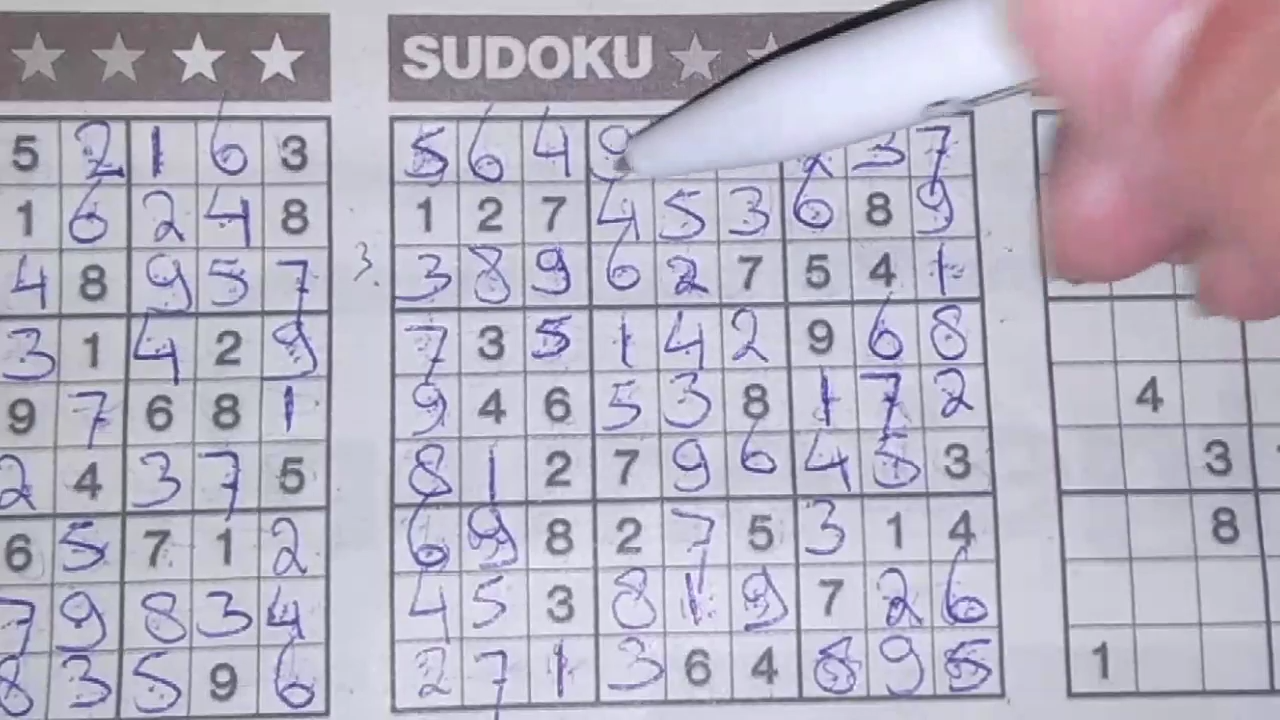 ★ ★ ★ ★
SUDOKU ★
5 2 1 6 3
1 6 2 4 8
4 8 9 5 7
3 1 4 2 9
9 7 6 8 1
2 4 3 7 5
6 5 7 1 2
7 9 8 3 4
8 3 5 9 6
3.
5 6 4 9 2 3 7
1 2 7 4 5 3 6 8 9
3 8 9 6 2 7 5 4 1
7 3 5 1 4 2 9 6 8
9 4 6 5 3 8 1 7 2
8 1 2 7 9 6 4 5 3
6 9 8 2 7 5 3 1 4
4 5 3 8 1 9 7 2 6
2 7 1 3 6 4 8 9 5
4
3
8
1